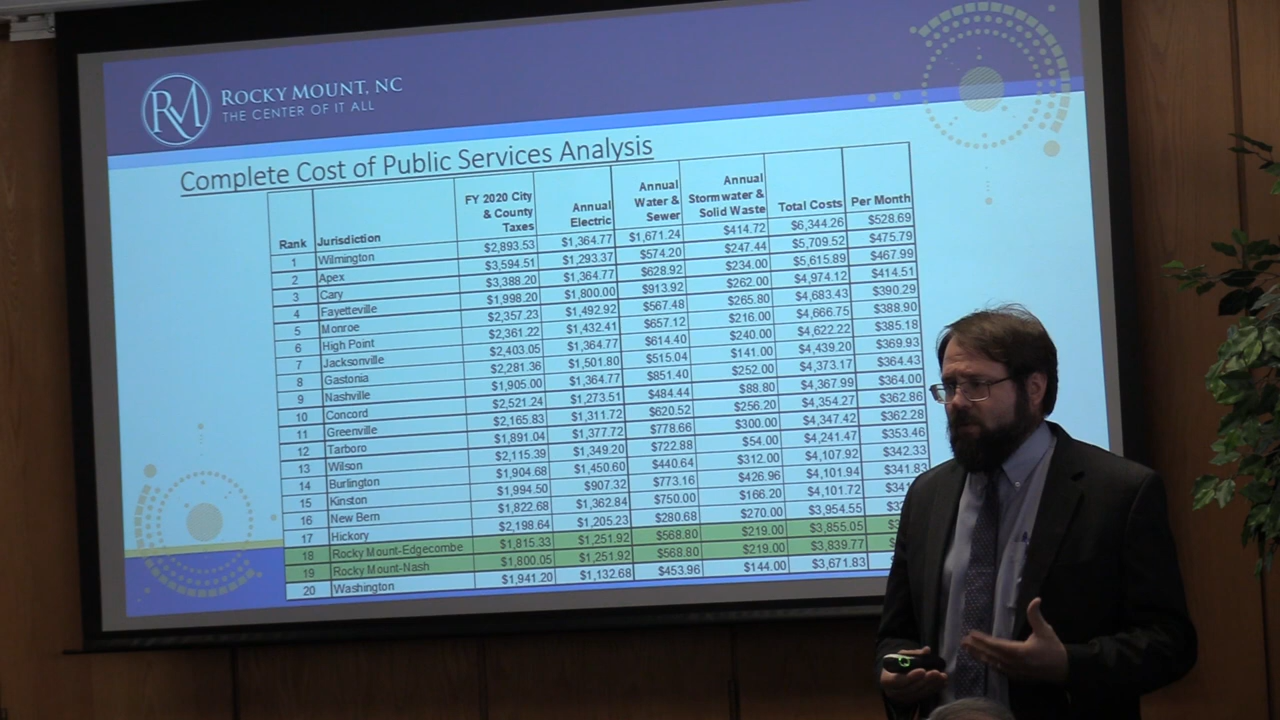 RM
ROCKY MOUNT, NC
THE CENTER OF IT ALL
Complete Cost of Public Services Analysis
Rank Jurisdiction FY 2020 City & County Taxes Annual Electric Annual Water & Sewer Annual Stormwater & Solid Waste Total Costs Per Month
1 Wilmington $2,893.53 $1,364.77 $1,671.24 $414.72 $6,344.26 $528.69
2 Apex $3,594.51 $1,293.37 $574.20 $247.44 $5,709.52 $475.79
3 Cary $3,388.20 $1,364.77 $628.92 $234.00 $5,615.89 $467.99
4 Fayetteville $1,998.20 $1,800.00 $913.92 $262.00 $4,974.12 $414.51
5 Monroe $2,357.23 $1,492.92 $567.48 $265.80 $4,683.43 $390.29
6 High Point $2,361.22 $1,432.41 $657.12 $216.00 $4,666.75 $388.90
7 Jacksonville $2,403.05 $1,364.77 $614.40 $240.00 $4,622.22 $385.18
8 Gastonia $2,281.36 $1,501.80 $515.04 $141.00 $4,439.20 $369.93
9 Nashville $1,905.00 $1,364.77 $851.40 $252.00 $4,373.17 $364.43
10 Concord $2,521.24 $1,273.51 $484.44 $88.80 $4,367.99 $364.00
11 Greenville $2,165.83 $1,311.72 $620.52 $256.20 $4,354.27 $362.86
12 Tarboro $1,891.04 $1,377.72 $778.66 $300.00 $4,347.42 $362.28
13 Wilson $2,115.39 $1,349.20 $722.88 $54.00 $4,241.47 $353.46
14 Burlington $1,904.68 $1,450.60 $440.64 $312.00 $4,107.92 $342.33
15 Kinston $1,994.50 $907.32 $773.16 $426.96 $4,101.94 $341.83
16 New Bern $1,822.68 $1,362.84 $750.00 $166.20 $4,101.72
17 Hickory $2,198.64 $1,205.23 $280.68 $270.00 $3,954.55
18 Rocky Mount-Edgecombe $1,815.33 $1,251.92 $568.80 $219.00 $3,855.05
19 Rocky Mount-Nash $1,800.05 $1,251.92 $568.80 $219.00 $3,839.77
20 Washington $1,941.20 $1,132.68 $453.96 $144.00 $3,671.83